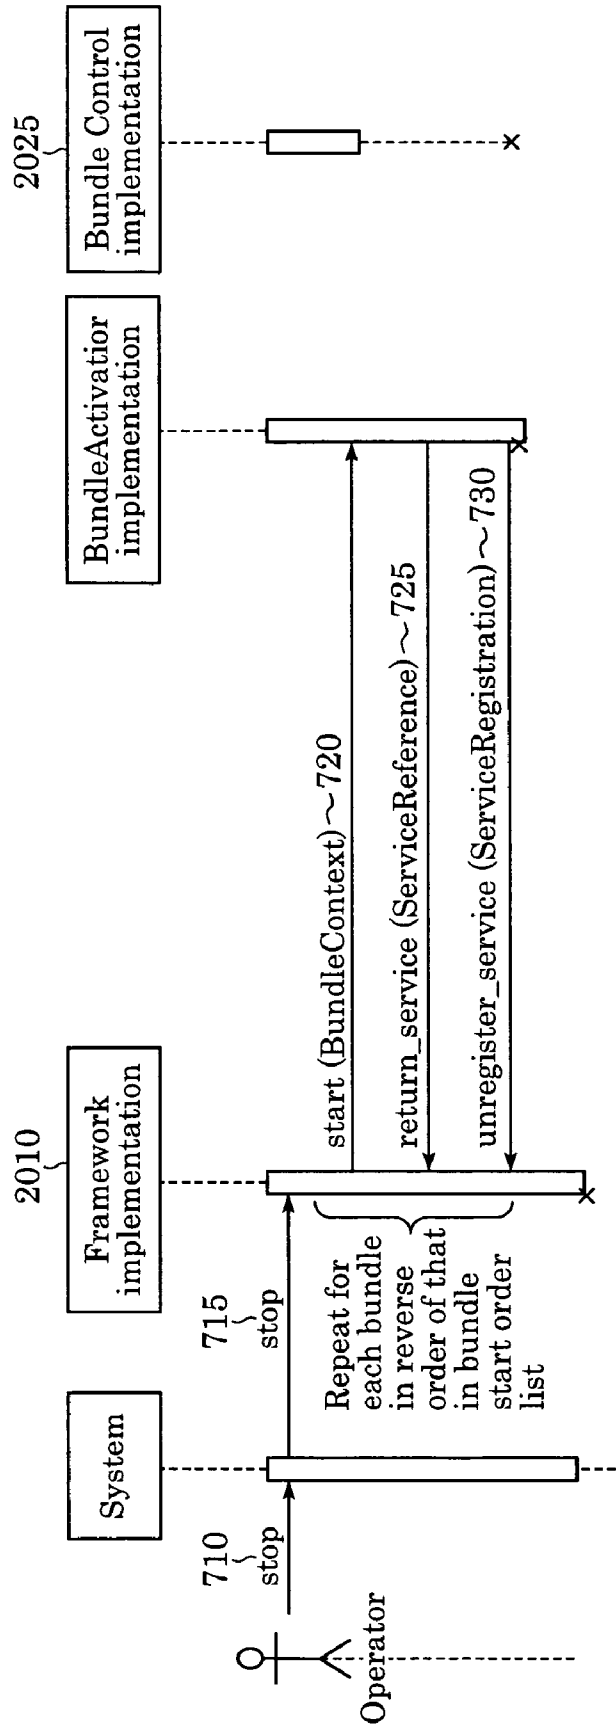 Operator
710
stop
System
715
stop
2010
Framework
implementation
BundleActivatior
implementation
2025
Bundle Control
implementation
Repeat for
each bundle
in reverse
order of that
in bundle
start order
list
start (BundleContext)~720
return_service (ServiceReference)~725
unregister_service (ServiceRegistration)~730